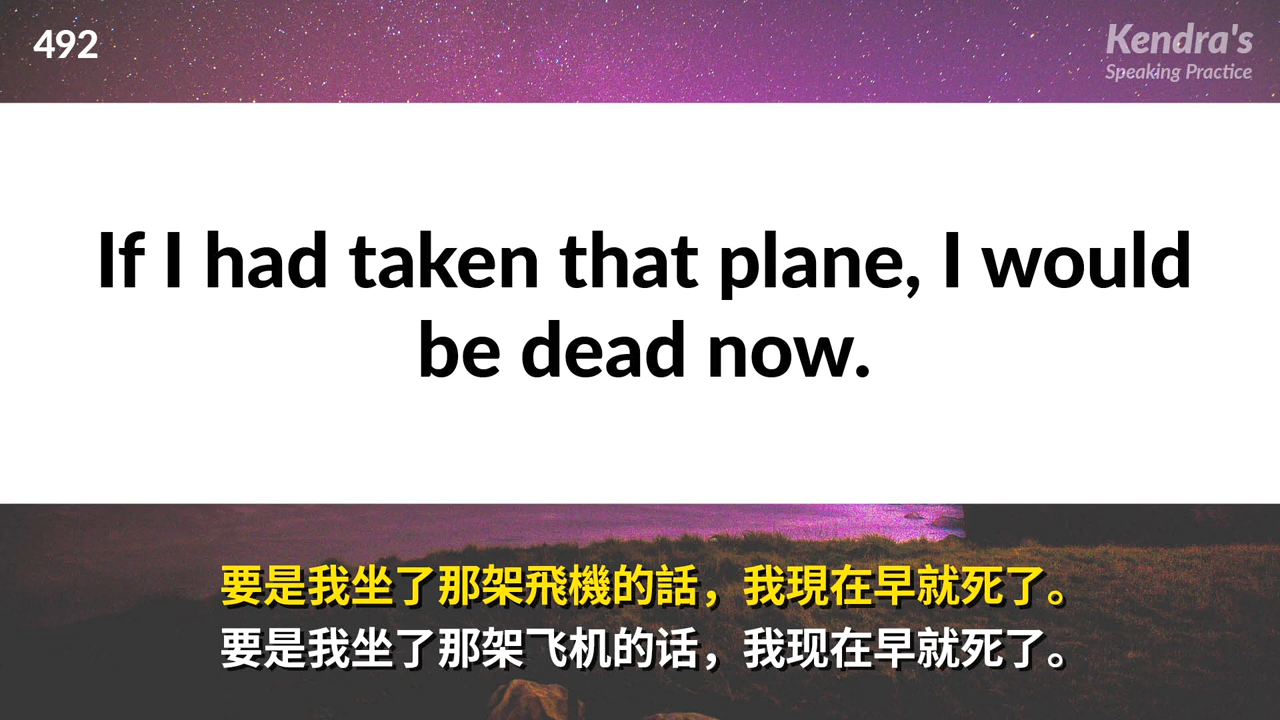 492
Kendra's
Speaking Practice
If I had taken that plane, I would
be dead now.
要是我坐了那架飛機的話，我現在早就死了。
要是我坐了那架飞机的话，我现在早就死了。